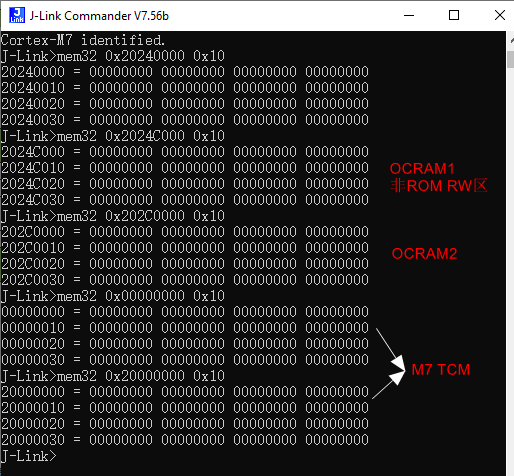 J-Link Commander V7.56b
Cortex-M7 identified.
J-Link>mem32 0x20240000 0x10
20240000 = 00000000 00000000 00000000 00000000
20240010 = 00000000 00000000 00000000 00000000
20240020 = 00000000 00000000 00000000 00000000
20240030 = 00000000 00000000 00000000 00000000
J-Link>mem32 0x2024C000 0x10
2024C000 = 00000000 00000000 00000000 00000000
2024C010 = 00000000 00000000 00000000 00000000
2024C020 = 00000000 00000000 00000000 00000000
2024C030 = 00000000 00000000 00000000 00000000
OCRAM1
非ROM RW区
J-Link>mem32 0x202C0000 0x10
202C0000 = 00000000 00000000 00000000 00000000
202C0010 = 00000000 00000000 00000000 00000000
202C0020 = 00000000 00000000 00000000 00000000
202C0030 = 00000000 00000000 00000000 00000000
OCRAM2
J-Link>mem32 0x00000000 0x10
00000000 = 00000000 00000000 00000000 00000000
00000010 = 00000000 00000000 00000000 00000000
00000020 = 00000000 00000000 00000000 00000000
00000030 = 00000000 00000000 00000000 00000000
J-Link>mem32 0x20000000 0x10
20000000 = 00000000 00000000 00000000 00000000
20000010 = 00000000 00000000 00000000 00000000
20000020 = 00000000 00000000 00000000 00000000
20000030 = 00000000 00000000 00000000 00000000
M7 TCM
J-Link>